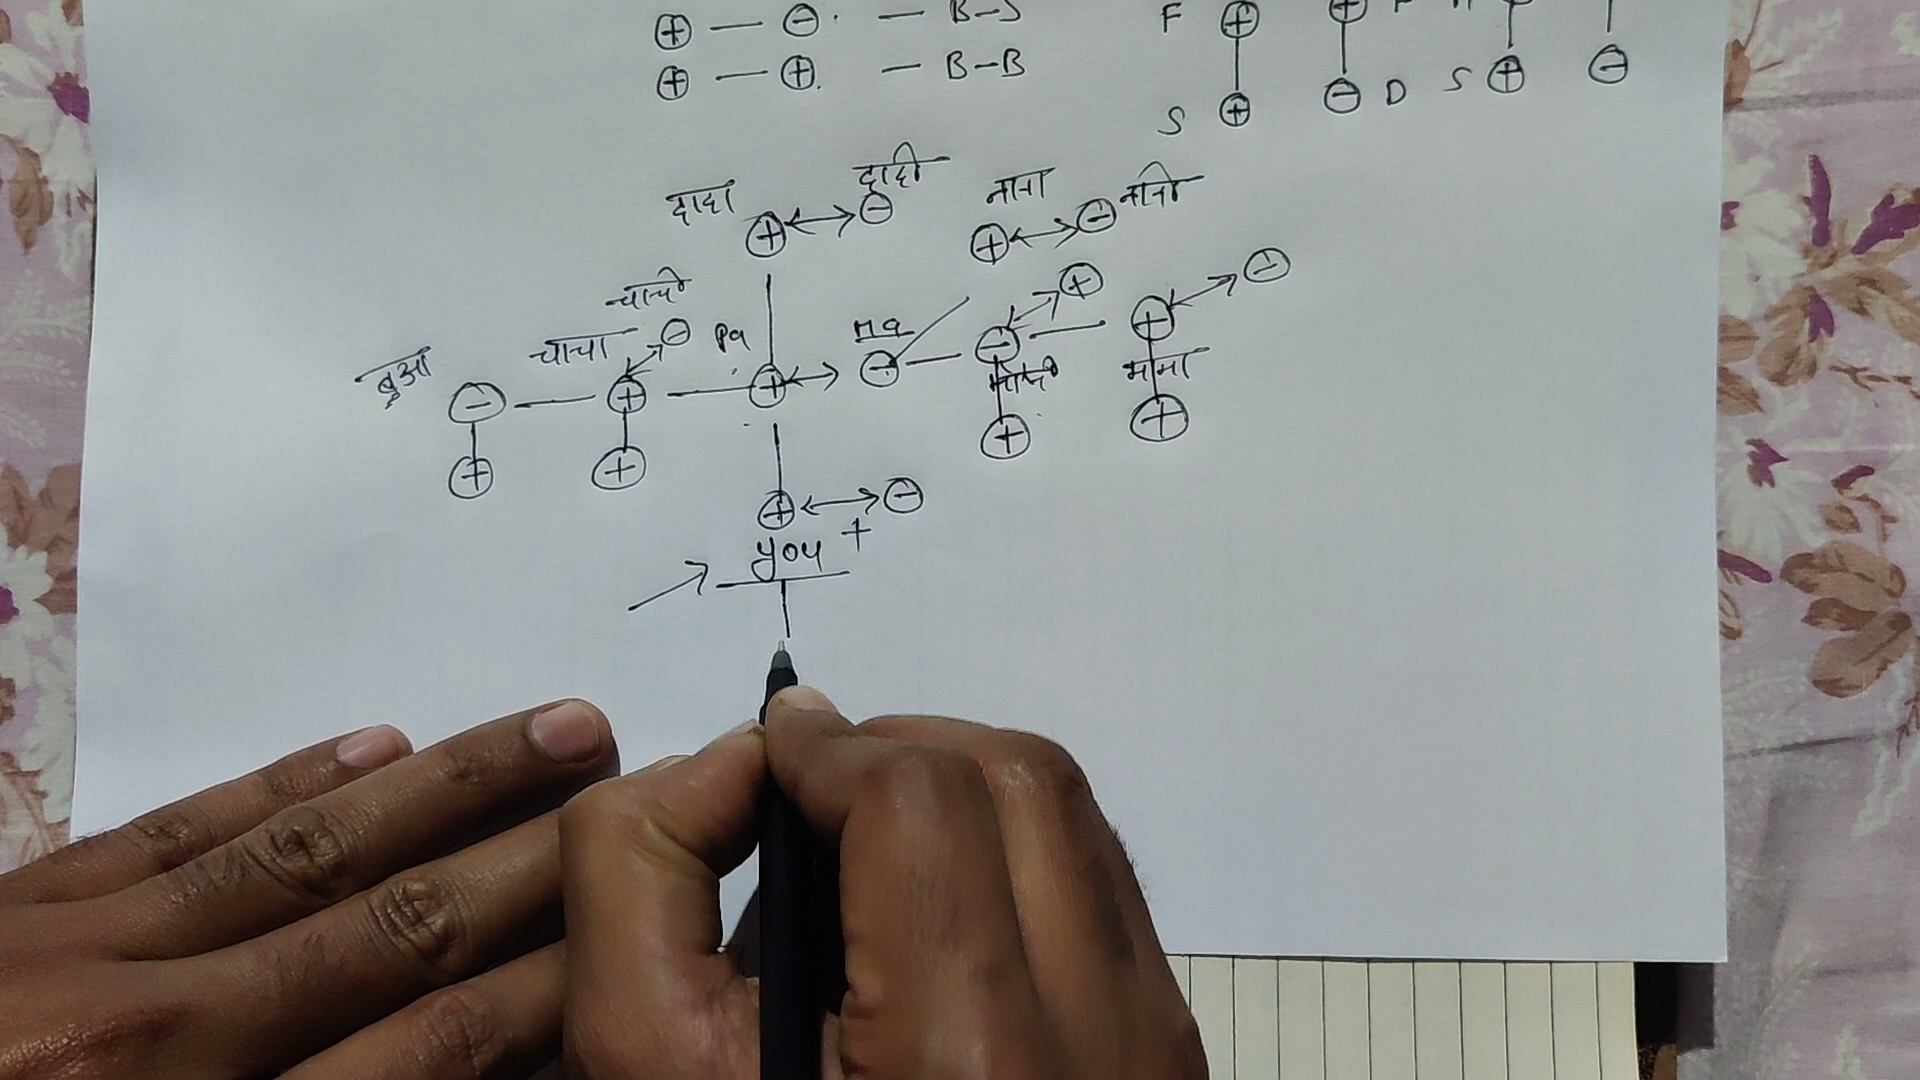 ⊕ — ⊖ — B-S
⊕ — ⊕ — B-B
F ⊕ ⊕
S ⊕ ⊖ D S ⊕ ⊖
दादा ⊕ ↔ ⊖ दादी
नाना ⊕ ↔ ⊖ नानी
बुआ ⊖ — चाचा ⊕ ↔ ⊖ चाची
Pa ⊕ ↔ Ma ⊖ — ⊖ ↔ ⊕ — ⊕ ↔ ⊖
मौसी मामा
⊕ ⊕ ⊕ ⊕
⊕ ↔ ⊖
you +